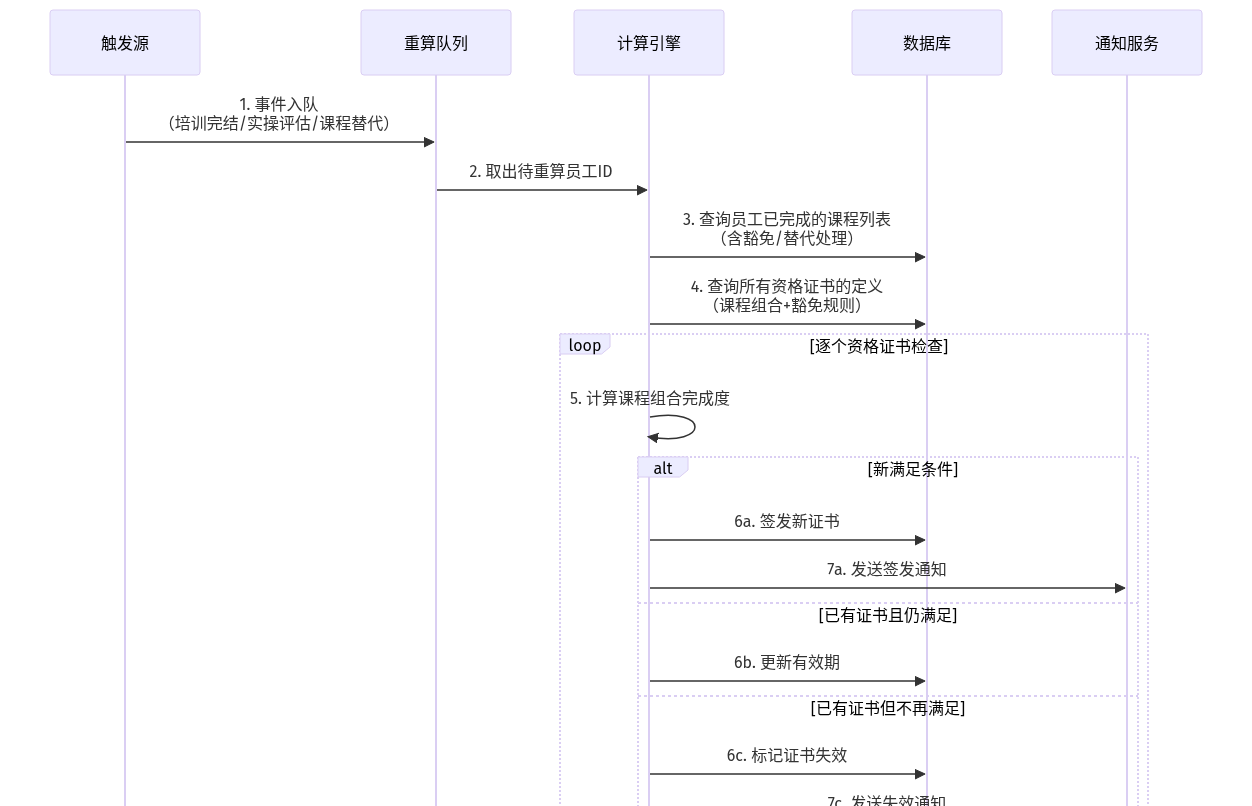 触发源
重算队列
计算引擎
数据库
通知服务
1. 事件入队
（培训完结/实操评估/课程替代）
2. 取出待重算员工ID
3. 查询员工已完成的课程列表
（含豁免/替代处理）
4. 查询所有资格证书的定义
（课程组合+豁免规则）
loop
[逐个资格证书检查]
5. 计算课程组合完成度
alt
[新满足条件]
6a. 签发新证书
7a. 发送签发通知
[已有证书且仍满足]
6b. 更新有效期
[已有证书但不再满足]
6c. 标记证书失效
7c. 发送失效通知